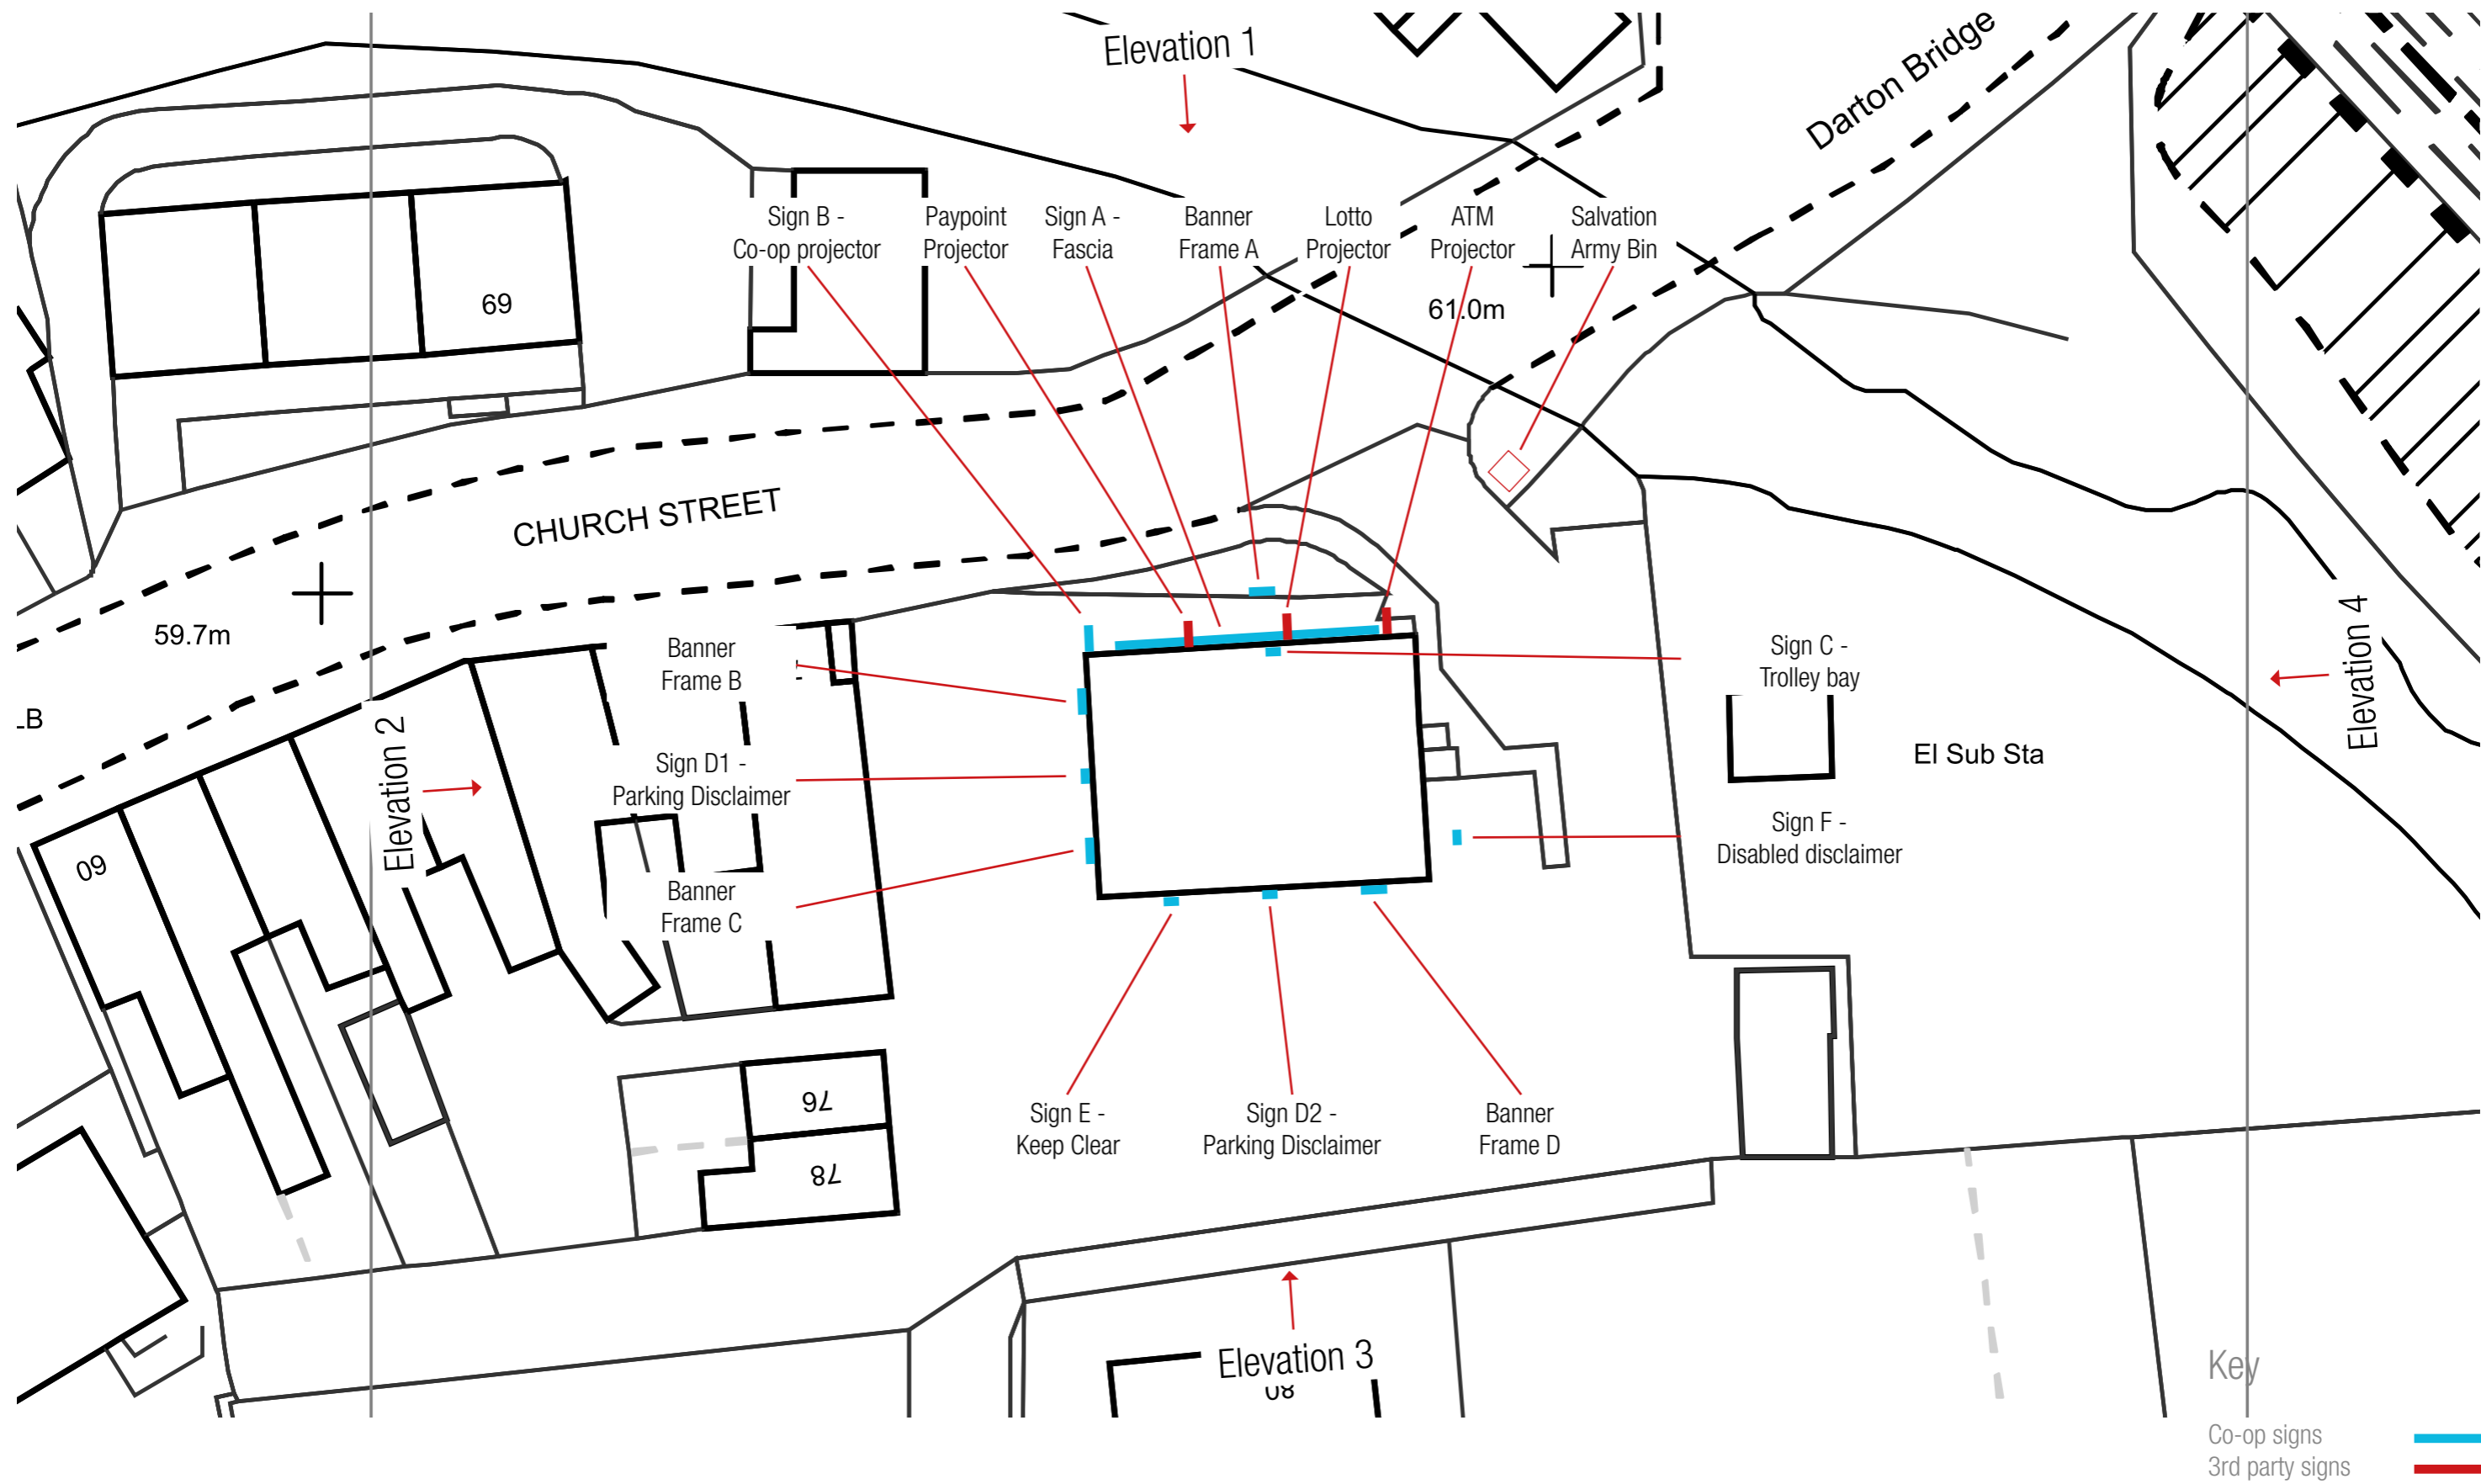 Elevation 1
Darton Bridge
Sign B -
Co-op projector
Paypoint
Projector
Sign A -
Fascia
Banner
Frame A
Lotto
Projector
ATM
Projector
Salvation
Army Bin
69
61.0m
CHURCH STREET
59.7m
LB
Banner
Frame B
Sign D1 -
Parking Disclaimer
Banner
Frame C
Elevation 2
60
Sign C -
Trolley bay
El Sub Sta
Sign F -
Disabled disclaimer
Elevation 4
Sign E -
Keep Clear
Sign D2 -
Parking Disclaimer
Banner
Frame D
76
78
Elevation 3
80
Key
Co-op signs
3rd party signs